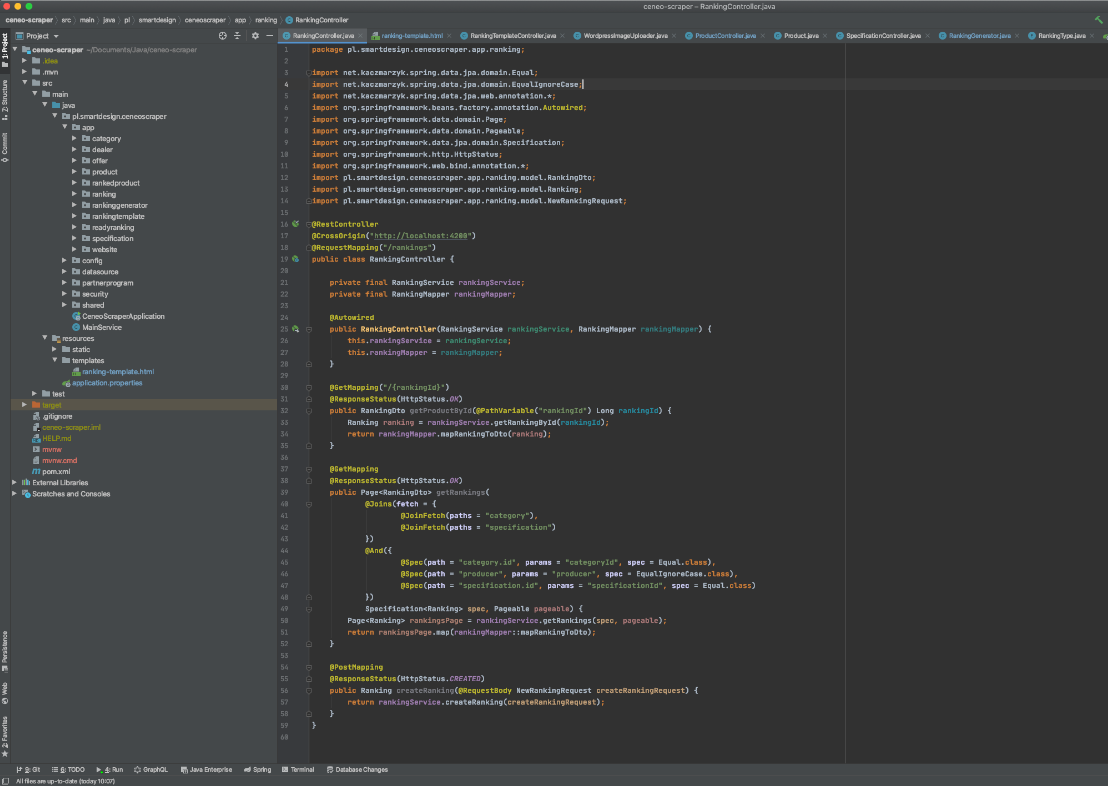 ceneo-scraper – RankingController.java
ceneo-scraper › src › main › java › pl › smartdesign › ceneoscraper › app › ranking › RankingController
Project
RankingController.java × ranking-template.html × RankingTemplateController.java × WordpressImageUploader.java × ProductController.java × Product.java × SpecificationController.java × RankingGenerator.java × RankingType.java ×
1: Project
2: Structure
Commit
Persistence
Web
2: Favorites
ceneo-scraper ~/Documents/Java/ceneo-scraper
.idea
.mvn
src
main
java
pl.smartdesign.ceneoscraper
app
category
dealer
offer
product
rankedproduct
ranking
rankinggenerator
rankingtemplate
readyranking
specification
website
config
datasource
partnerprogram
security
shared
CeneoScraperApplication
MainService
resources
static
templates
ranking-template.html
application.properties
test
target
.gitignore
ceneo-scraper.iml
HELP.md
mvnw
mvnw.cmd
pom.xml
External Libraries
Scratches and Consoles
1 package pl.smartdesign.ceneoscraper.app.ranking;
2
3 import net.kaczmarzyk.spring.data.jpa.domain.Equal;
4 import net.kaczmarzyk.spring.data.jpa.domain.EqualIgnoreCase;
5 import net.kaczmarzyk.spring.data.jpa.web.annotation.*;
6 import org.springframework.beans.factory.annotation.Autowired;
7 import org.springframework.data.domain.Page;
8 import org.springframework.data.domain.Pageable;
9 import org.springframework.data.jpa.domain.Specification;
10 import org.springframework.http.HttpStatus;
11 import org.springframework.web.bind.annotation.*;
12 import pl.smartdesign.ceneoscraper.app.ranking.model.RankingDto;
13 import pl.smartdesign.ceneoscraper.app.ranking.model.Ranking;
14 import pl.smartdesign.ceneoscraper.app.ranking.model.NewRankingRequest;
15
16 @RestController
17 @CrossOrigin("http://localhost:4200")
18 @RequestMapping("/rankings")
19 public class RankingController {
20
21 private final RankingService rankingService;
22 private final RankingMapper rankingMapper;
23
24 @Autowired
25 public RankingController(RankingService rankingService, RankingMapper rankingMapper) {
26 this.rankingService = rankingService;
27 this.rankingMapper = rankingMapper;
28 }
29
30 @GetMapping("/{rankingId}")
31 @ResponseStatus(HttpStatus.OK)
32 public RankingDto getProductById(@PathVariable("rankingId") Long rankingId) {
33 Ranking ranking = rankingService.getRankingById(rankingId);
34 return rankingMapper.mapRankingToDto(ranking);
35 }
36
37 @GetMapping
38 @ResponseStatus(HttpStatus.OK)
39 public Page<RankingDto> getRankings(
40 @Joins(fetch = {
41 @JoinFetch(paths = "category"),
42 @JoinFetch(paths = "specification")
43 })
44 @And({
45 @Spec(path = "category.id", params = "categoryId", spec = Equal.class),
46 @Spec(path = "producer", params = "producer", spec = EqualIgnoreCase.class),
47 @Spec(path = "specification.id", params = "specificationId", spec = Equal.class)
48 })
49 Specification<Ranking> spec, Pageable pageable) {
50 Page<Ranking> rankingsPage = rankingService.getRankings(spec, pageable);
51 return rankingsPage.map(rankingMapper::mapRankingToDto);
52 }
53
54 @PostMapping
55 @ResponseStatus(HttpStatus.CREATED)
56 public Ranking createRanking(@RequestBody NewRankingRequest createRankingRequest) {
57 return rankingService.createRanking(createRankingRequest);
58 }
59 }
60
9: Git 6: TODO 4: Run GraphQL Java Enterprise Spring Terminal Database Changes
All files are up-to-date (today 10:07)